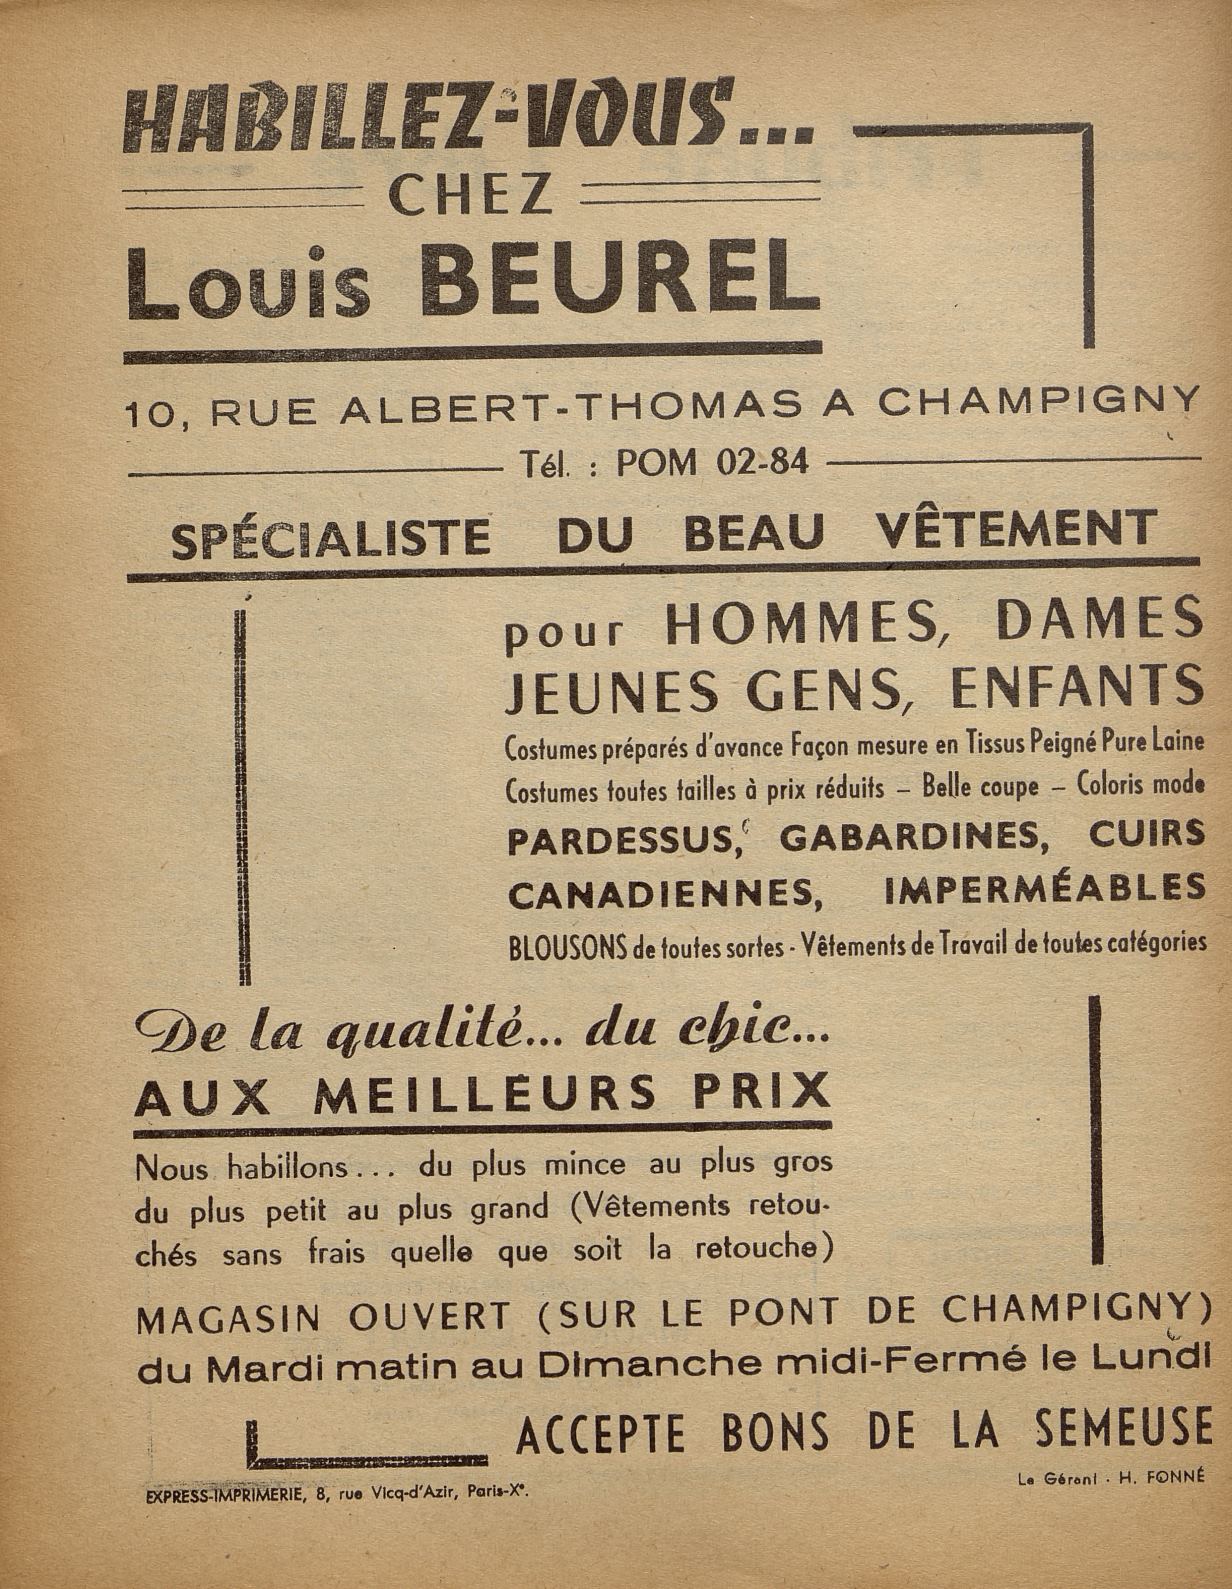 HABILLEZ-VOUS...
CHEZ
Louis BEUREL
10, RUE ALBERT-THOMAS A CHAMPIGNY
Tél. : POM 02-84
SPÉCIALISTE DU BEAU VÊTEMENT
pour HOMMES, DAMES
JEUNES GENS, ENFANTS
Costumes préparés d'avance Façon mesure en Tissus Peigné Pure Laine
Costumes toutes tailles à prix réduits – Belle coupe – Coloris mode
PARDESSUS, GABARDINES, CUIRS
CANADIENNES, IMPERMÉABLES
BLOUSONS de toutes sortes - Vêtements de Travail de toutes catégories
De la qualité... du chic...
AUX MEILLEURS PRIX
Nous habillons... du plus mince au plus gros
du plus petit au plus grand (Vêtements retou-
chés sans frais quelle que soit la retouche)
MAGASIN OUVERT (SUR LE PONT DE CHAMPIGNY)
du Mardi matin au Dimanche midi-Fermé le Lundi
ACCEPTE BONS DE LA SEMEUSE
Le Gérant · H. FONNÉ
EXPRESS-IMPRIMERIE, 8, rue Vicq-d'Azir, Paris-Xe.